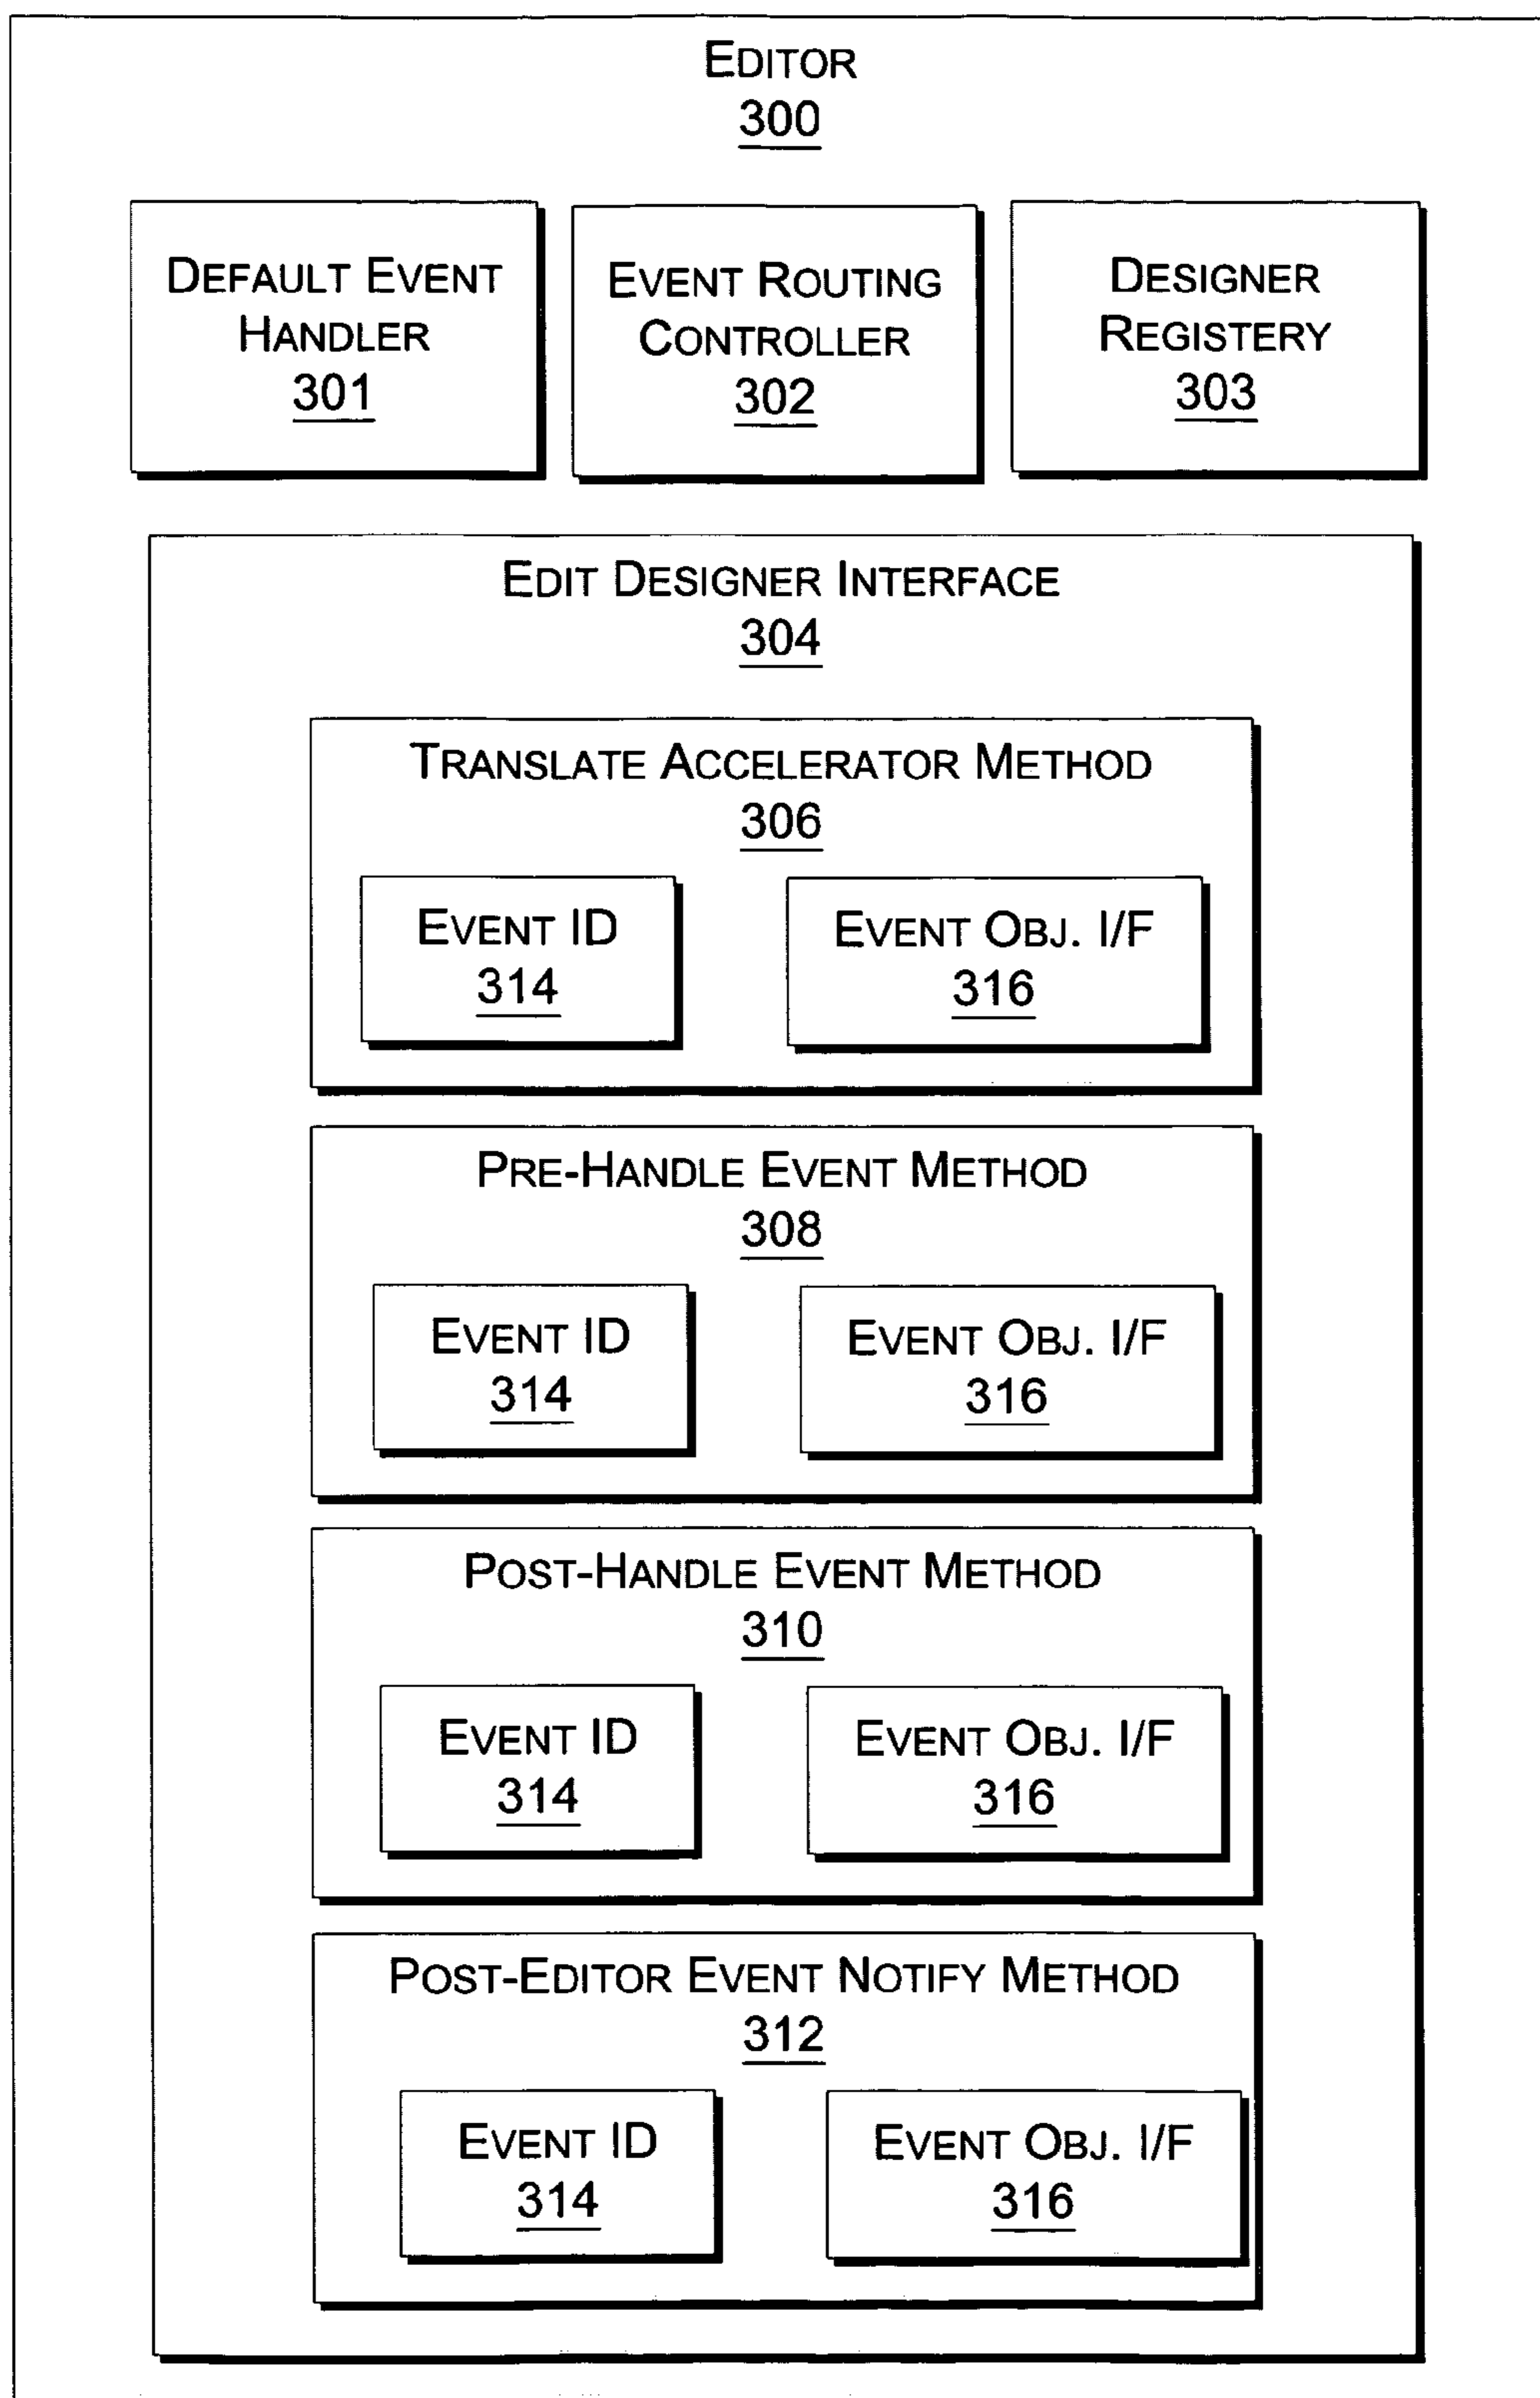 EDITOR
300
DEFAULT EVENT
HANDLER
301
EVENT ROUTING
CONTROLLER
302
DESIGNER
REGISTERY
303
EDIT DESIGNER INTERFACE
304
TRANSLATE ACCELERATOR METHOD
306
EVENT ID
314
EVENT OBJ. I/F
316
PRE-HANDLE EVENT METHOD
308
EVENT ID
314
EVENT OBJ. I/F
316
POST-HANDLE EVENT METHOD
310
EVENT ID
314
EVENT OBJ. I/F
316
POST-EDITOR EVENT NOTIFY METHOD
312
EVENT ID
314
EVENT OBJ. I/F
316